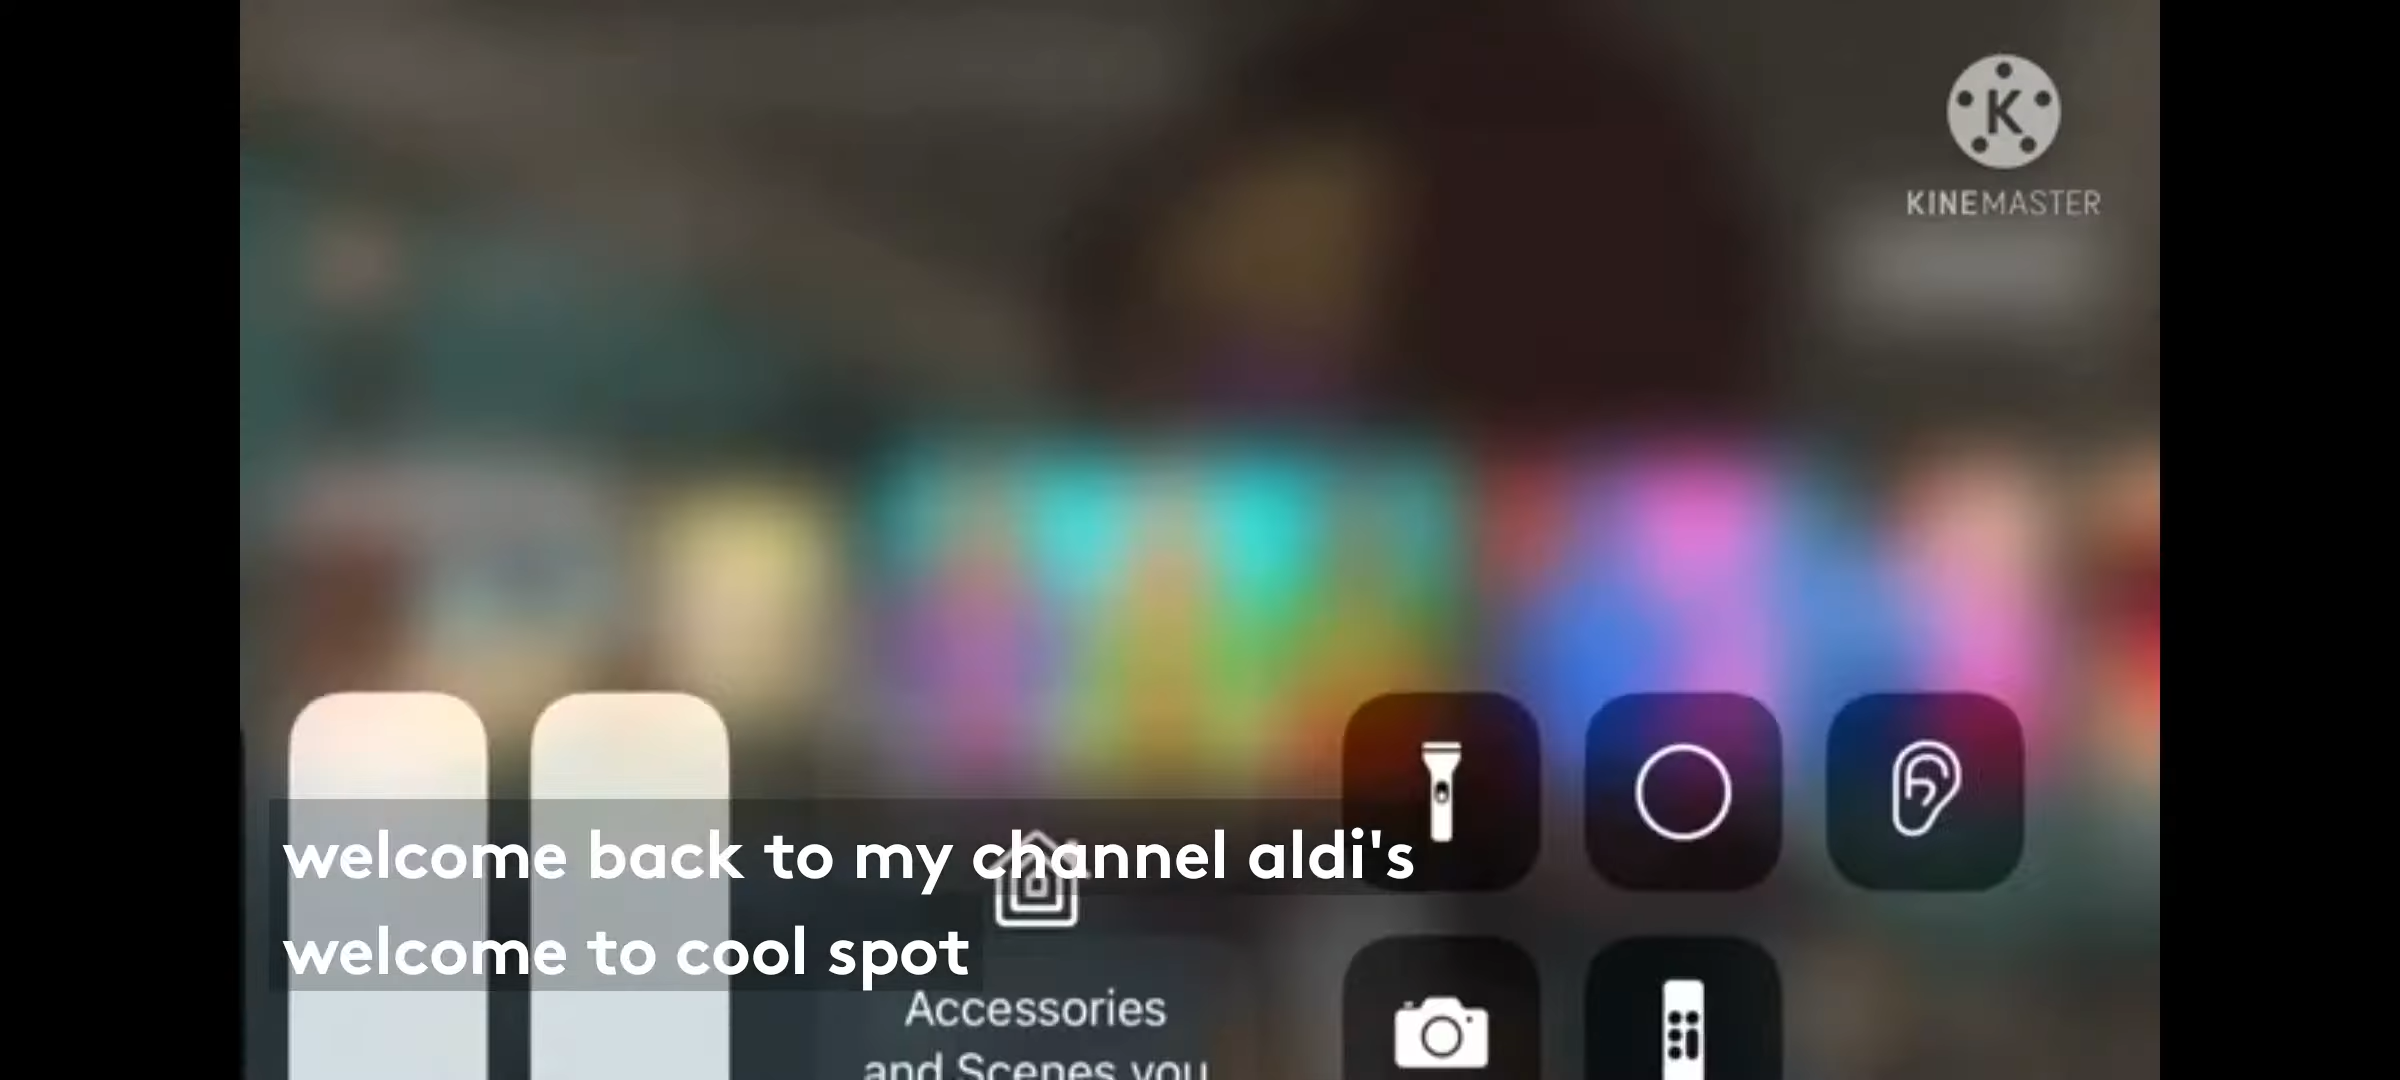 K
KINEMASTER
welcome back to my channel aldi's
welcome to cool spot
Accessories
and Scenes you